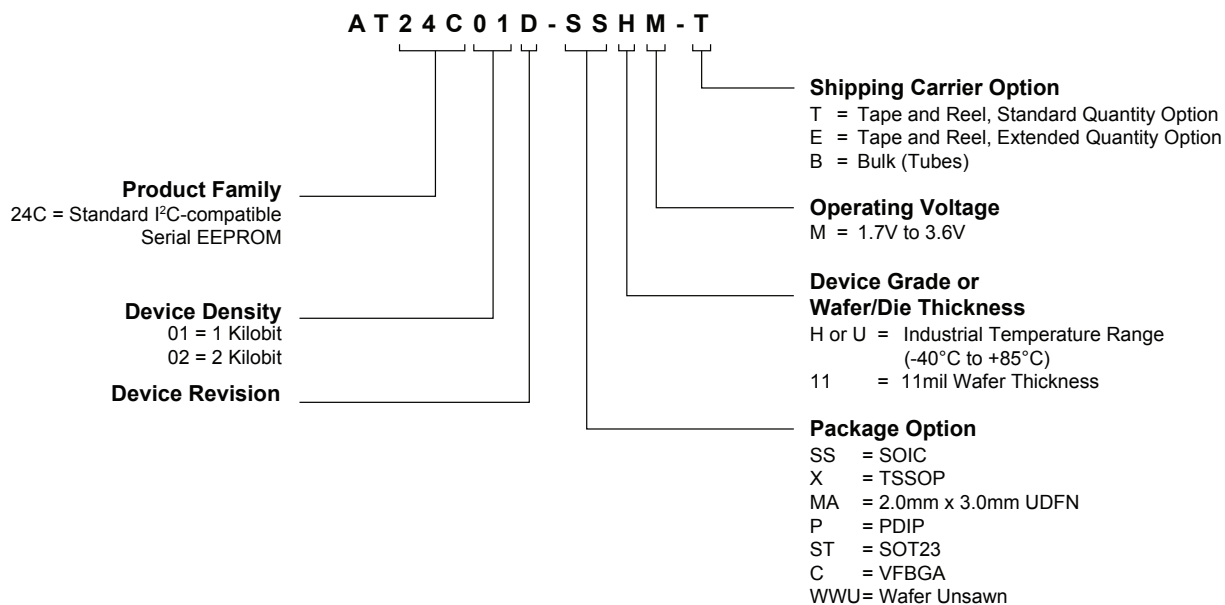 AT24C01D-SSHM-T
Shipping Carrier Option
T = Tape and Reel, Standard Quantity Option
E = Tape and Reel, Extended Quantity Option
B = Bulk (Tubes)
Product Family
24C = Standard I²C-compatible
Serial EEPROM
Operating Voltage
M = 1.7V to 3.6V
Device Grade or
Wafer/Die Thickness
H or U = Industrial Temperature Range
(-40°C to +85°C)
11 = 11mil Wafer Thickness
Device Density
01 = 1 Kilobit
02 = 2 Kilobit
Device Revision
Package Option
SS = SOIC
X = TSSOP
MA = 2.0mm x 3.0mm UDFN
P = PDIP
ST = SOT23
C = VFBGA
WWU= Wafer Unsawn